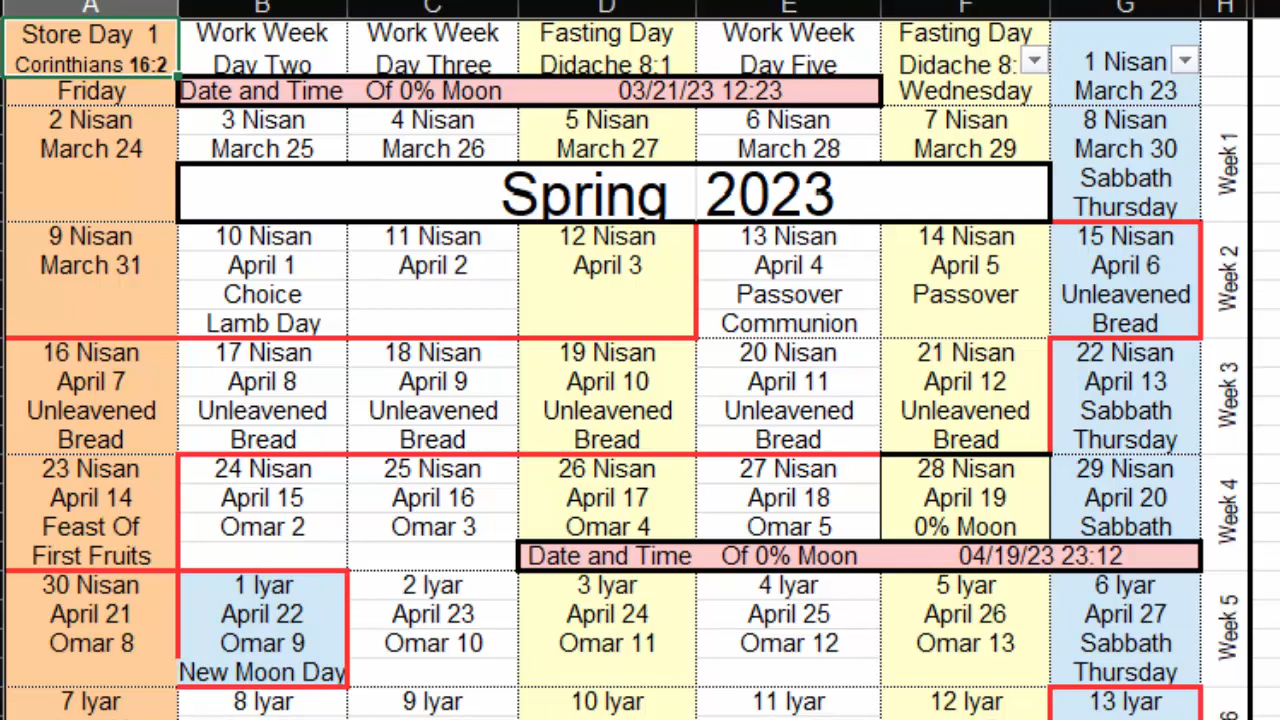 A B C D E F G H
Store Day 1 Work Week Work Week Fasting Day Work Week Fasting Day
Corinthians 16:2 Day Two Day Three Didache 8:1 Day Five Didache 8: 1 Nisan
Friday Date and Time Of 0% Moon 03/21/23 12:23 Wednesday March 23
2 Nisan 3 Nisan 4 Nisan 5 Nisan 6 Nisan 7 Nisan 8 Nisan
March 24 March 25 March 26 March 27 March 28 March 29 March 30
Sabbath
Spring 2023
Thursday
Week 1
9 Nisan 10 Nisan 11 Nisan 12 Nisan 13 Nisan 14 Nisan 15 Nisan
March 31 April 1 April 2 April 3 April 4 April 5 April 6
Choice Passover Passover Unleavened
Lamb Day Communion Bread
Week 2
16 Nisan 17 Nisan 18 Nisan 19 Nisan 20 Nisan 21 Nisan 22 Nisan
April 7 April 8 April 9 April 10 April 11 April 12 April 13
Unleavened Unleavened Unleavened Unleavened Unleavened Unleavened Sabbath
Bread Bread Bread Bread Bread Bread Thursday
Week 3
23 Nisan 24 Nisan 25 Nisan 26 Nisan 27 Nisan 28 Nisan 29 Nisan
April 14 April 15 April 16 April 17 April 18 April 19 April 20
Feast Of Omar 2 Omar 3 Omar 4 Omar 5 0% Moon Sabbath
First Fruits Date and Time Of 0% Moon 04/19/23 23:12
Week 4
30 Nisan 1 Iyar 2 Iyar 3 Iyar 4 Iyar 5 Iyar 6 Iyar
April 21 April 22 April 23 April 24 April 25 April 26 April 27
Omar 8 Omar 9 Omar 10 Omar 11 Omar 12 Omar 13 Sabbath
New Moon Day Thursday
Week 5
7 Iyar 8 Iyar 9 Iyar 10 Iyar 11 Iyar 12 Iyar 13 Iyar
6